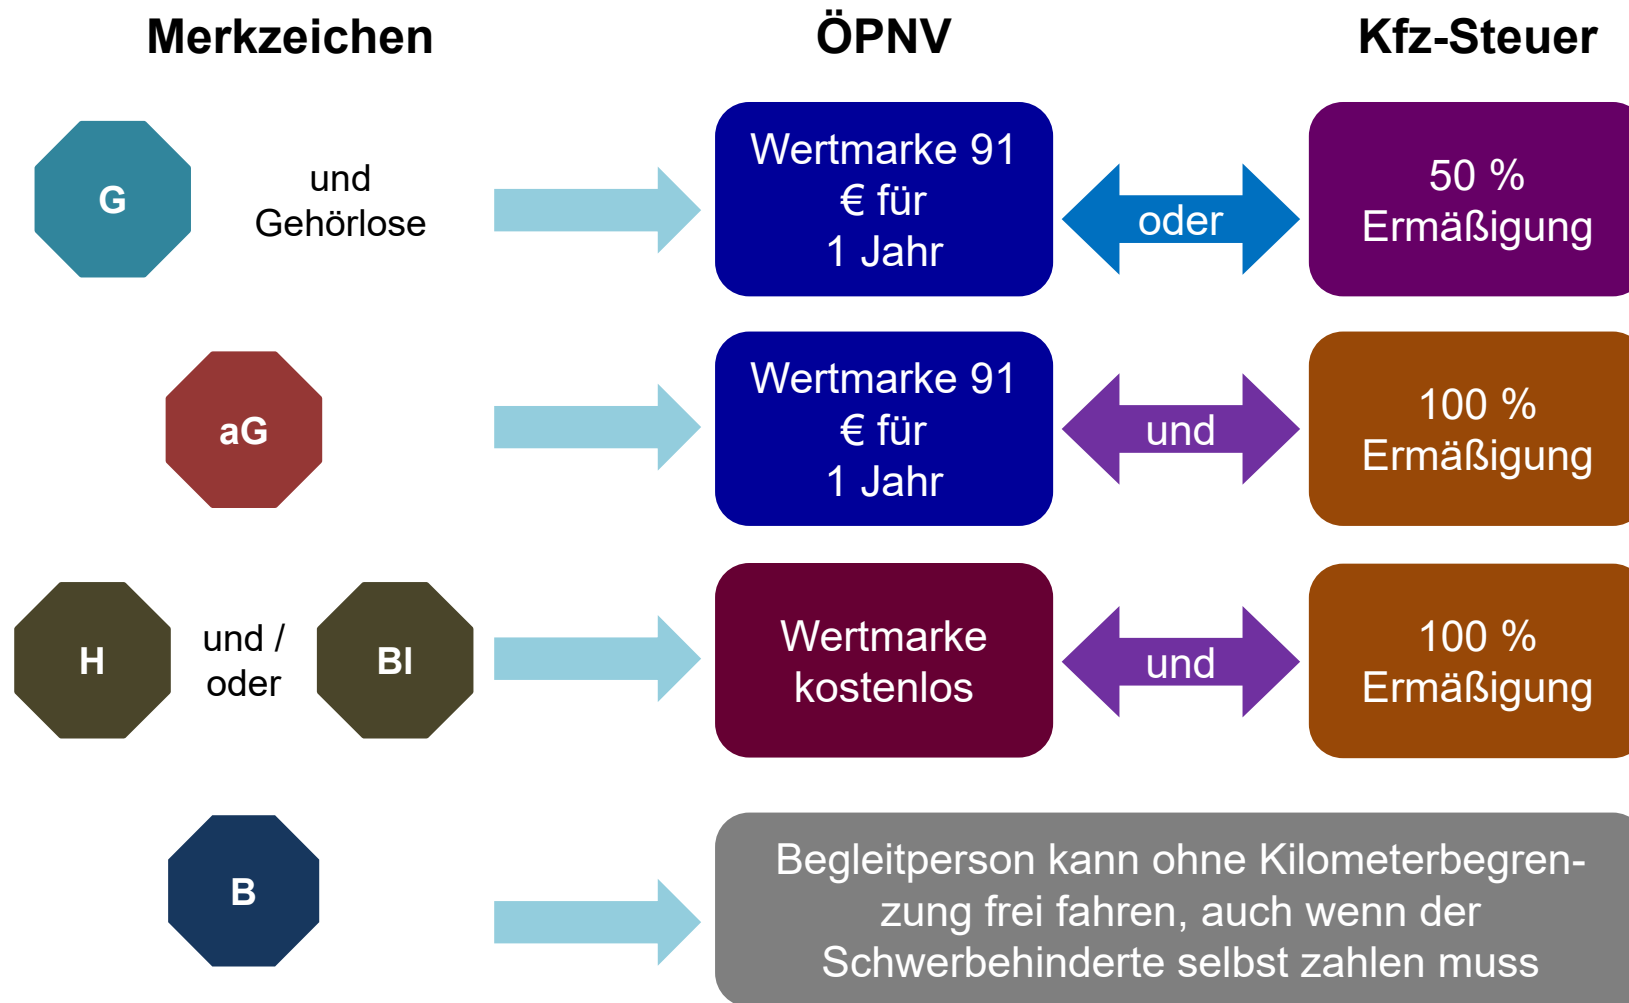 Merkzeichen
ÖPNV
Kfz-Steuer
G
und
Gehörlose
Wertmarke 91
€ für
1 Jahr
oder
50 %
Ermäßigung
aG
Wertmarke 91
€ für
1 Jahr
und
100 %
Ermäßigung
H
und /
oder
Bl
Wertmarke
kostenlos
und
100 %
Ermäßigung
B
Begleitperson kann ohne Kilometerbegren-
zung frei fahren, auch wenn der
Schwerbehinderte selbst zahlen muss